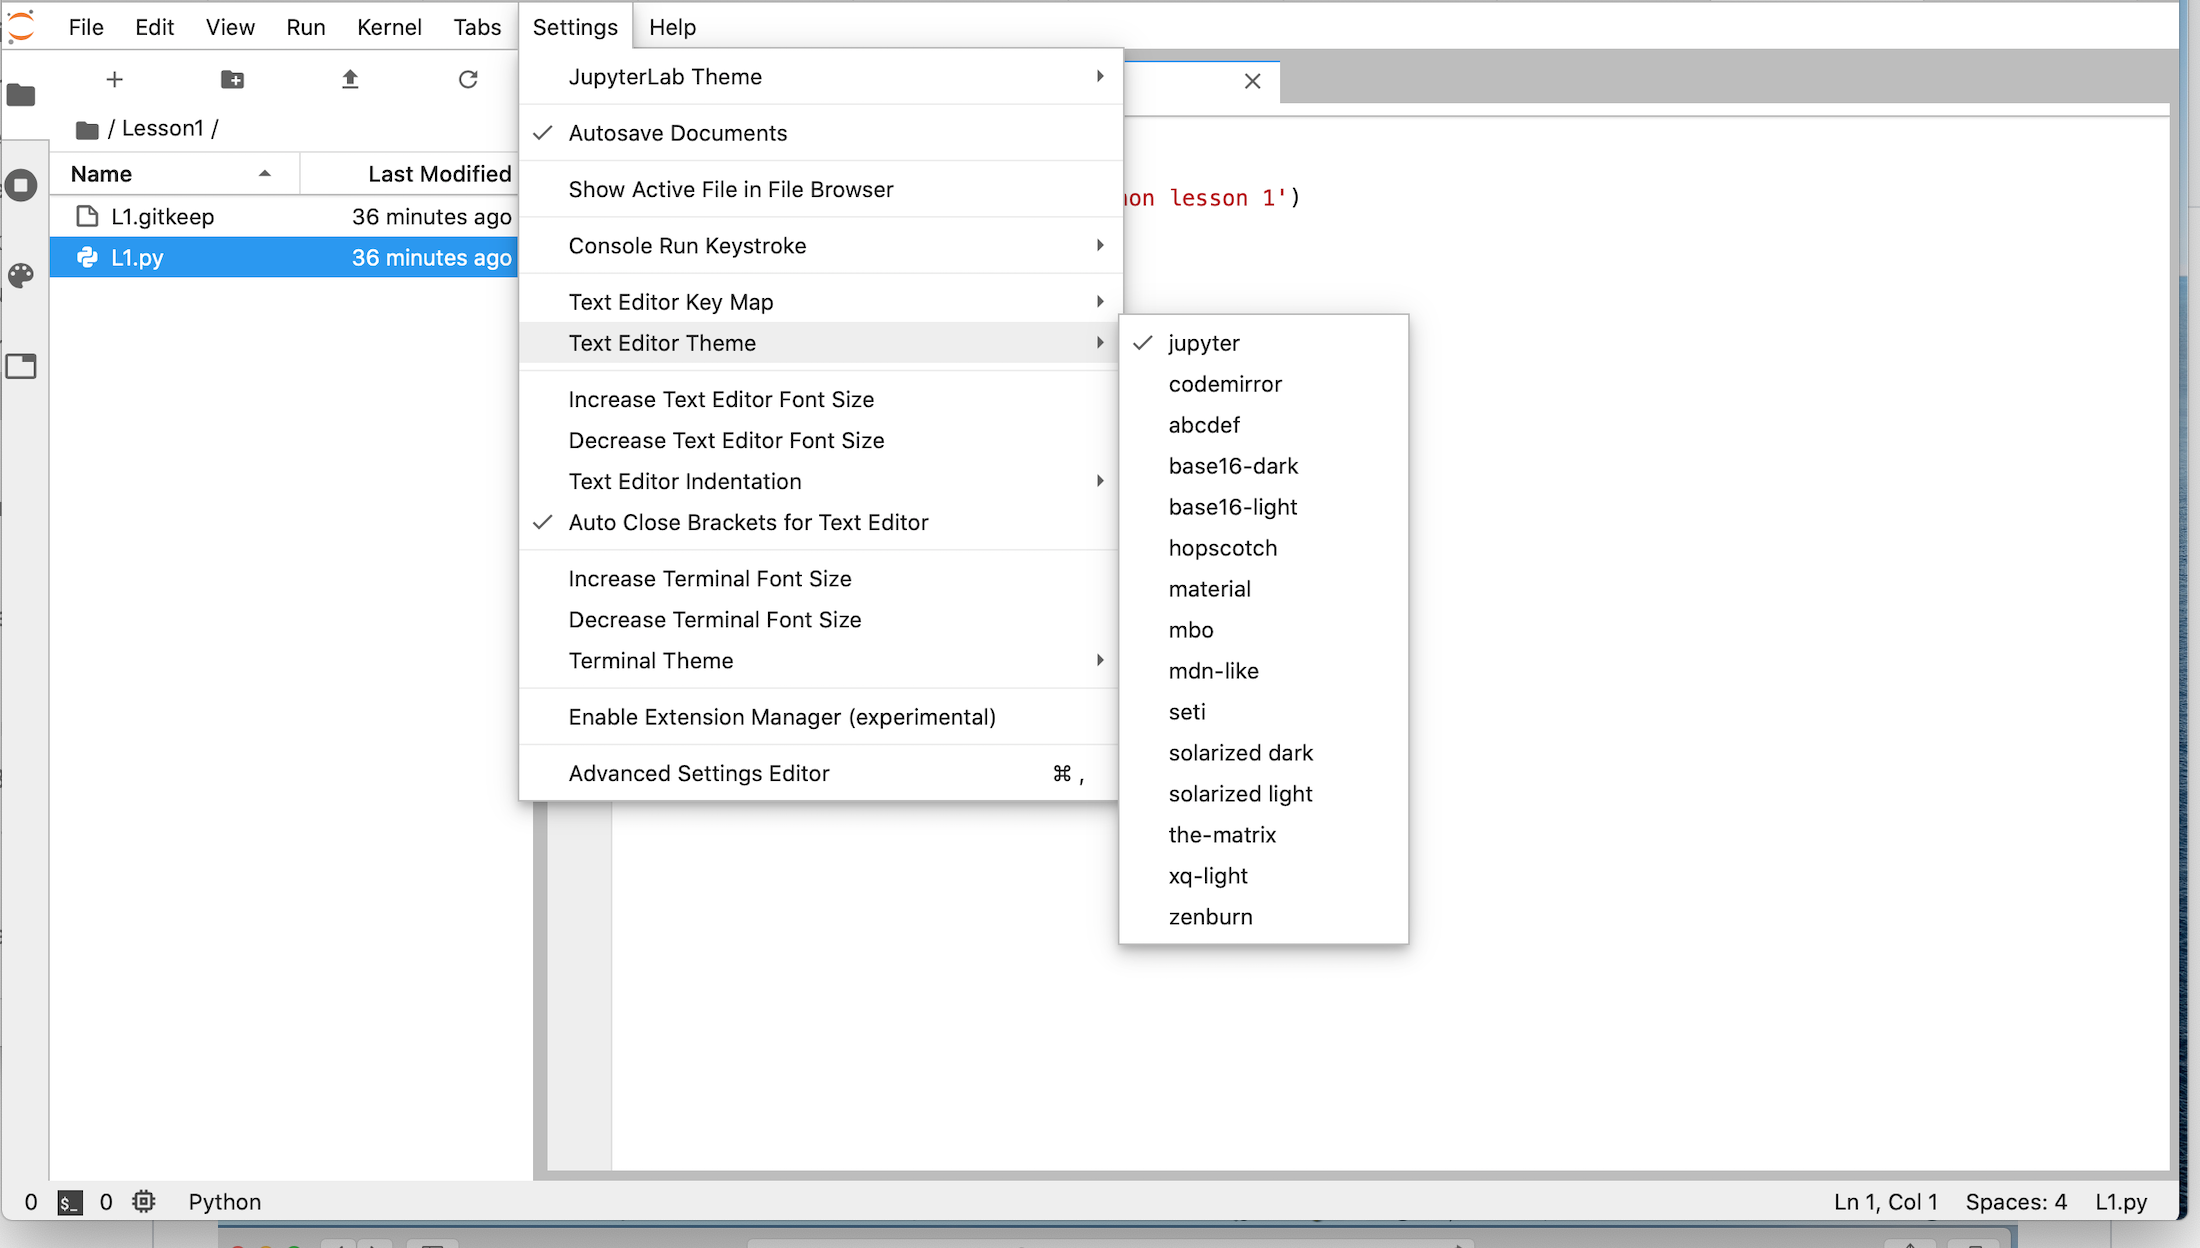 File Edit View Run Kernel Tabs Settings Help
/ Lesson1 /
Name Last Modified
L1.gitkeep 36 minutes ago
L1.py 36 minutes ago
JupyterLab Theme
Autosave Documents
Show Active File in File Browser
Console Run Keystroke
Text Editor Key Map
Text Editor Theme
Increase Text Editor Font Size
Decrease Text Editor Font Size
Text Editor Indentation
Auto Close Brackets for Text Editor
Increase Terminal Font Size
Decrease Terminal Font Size
Terminal Theme
Enable Extension Manager (experimental)
Advanced Settings Editor ⌘ ,
jupyter
codemirror
abcdef
base16-dark
base16-light
hopscotch
material
mbo
mdn-like
seti
solarized dark
solarized light
the-matrix
xq-light
zenburn
on lesson 1')
0 $_ 0 Python Ln 1, Col 1 Spaces: 4 L1.py